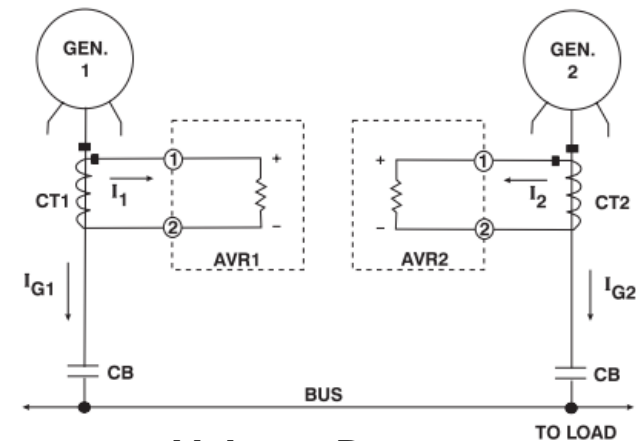 GEN.
1
GEN.
2
1
+
+
1
I1
I2
CT1
CT2
2
−
−
2
AVR1
AVR2
IG1
IG2
CB
CB
BUS
TO LOAD